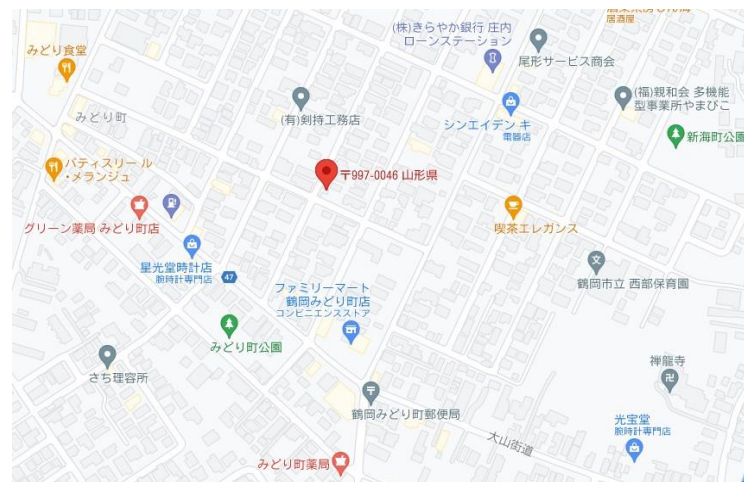 居酒屋
(株)きらやか銀行 庄内
ローンステーション
みどり食堂
尾形サービス商会
(福)親和会 多機能
型事業所やまびこ
みどり町
(有)剣持工務店
シンエイデン キ
電器店
新海町公園
パティスリー ル
・メランジュ
〒997-0046 山形県
グリーン薬局 みどり町店
喫茶エレガンス
星光堂時計店
腕時計専門店
47
鶴岡市立 西部保育園
ファミリーマート
鶴岡みどり町店
コンビニエンスストア
みどり町公園
さち理容所
禅龍寺
鶴岡みどり町郵便局
光宝堂
腕時計専門店
大山街道
みどり町薬局